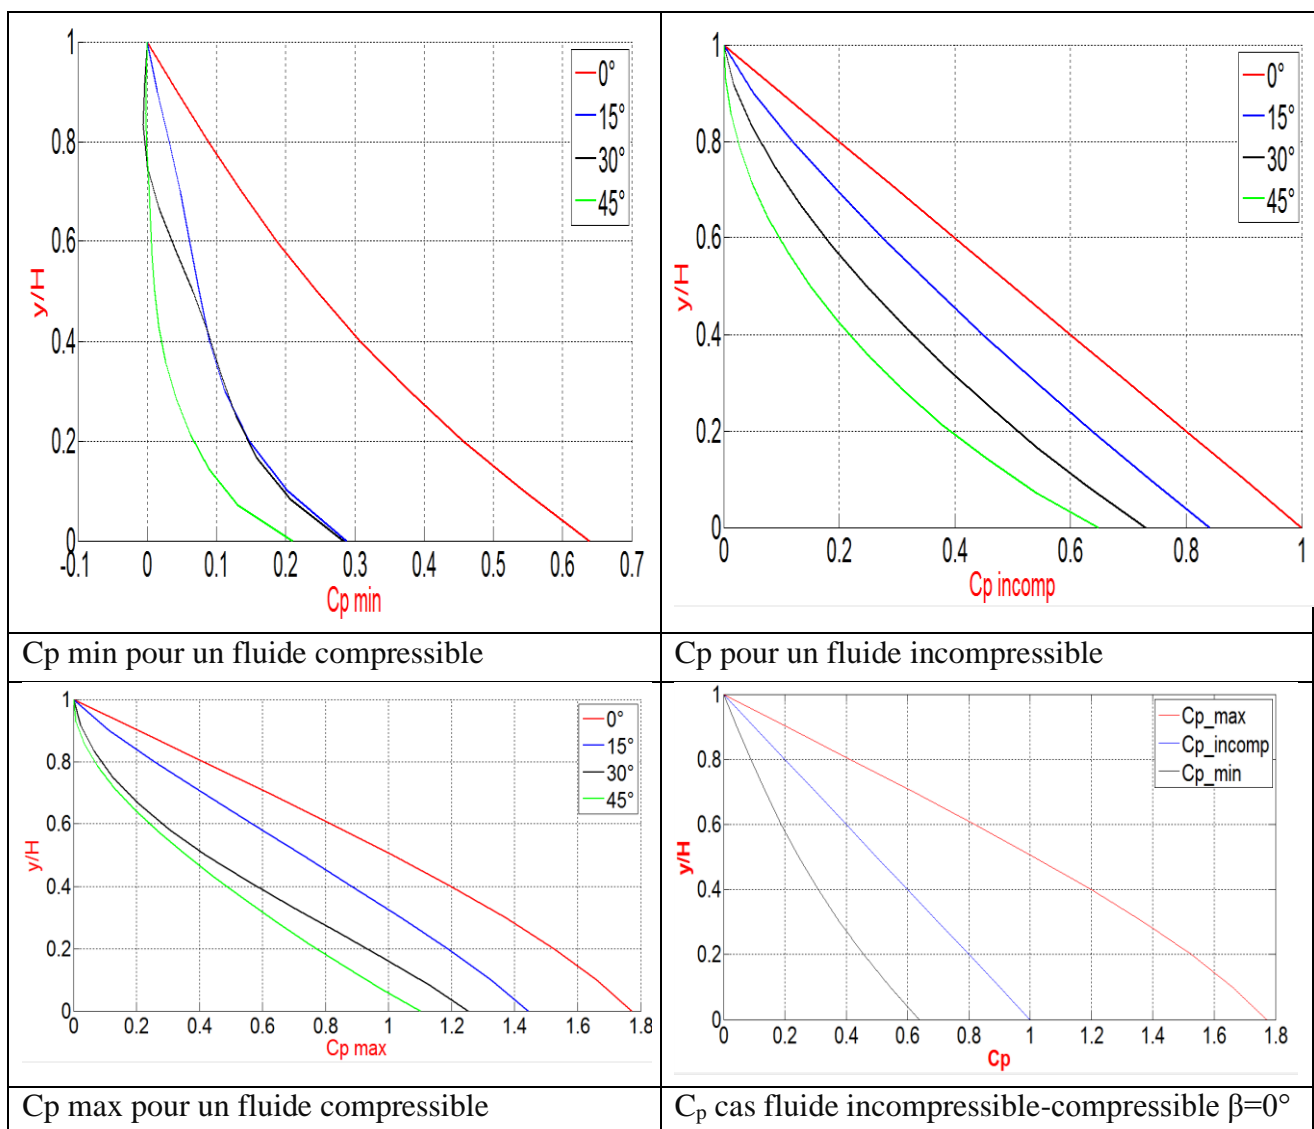 1
0.8
0.6
0.4
0.2
0
-0.1 0 0.1 0.2 0.3 0.4 0.5 0.6 0.7
y/H
Cp min
0°
15°
30°
45°
1
0.8
0.6
0.4
0.2
0
0 0.2 0.4 0.6 0.8 1
y/H
Cp incomp
0°
15°
30°
45°
Cp min pour un fluide compressible
Cp pour un fluide incompressible
1
0.8
0.6
0.4
0.2
0
0 0.2 0.4 0.6 0.8 1 1.2 1.4 1.6 1.8
y/H
Cp max
0°
15°
30°
45°
1
0.8
0.6
0.4
0.2
0
0 0.2 0.4 0.6 0.8 1 1.2 1.4 1.6 1.8
y/H
Cp
Cp_max
Cp_incomp
Cp_min
Cp max pour un fluide compressible
Cp cas fluide incompressible-compressible β=0°